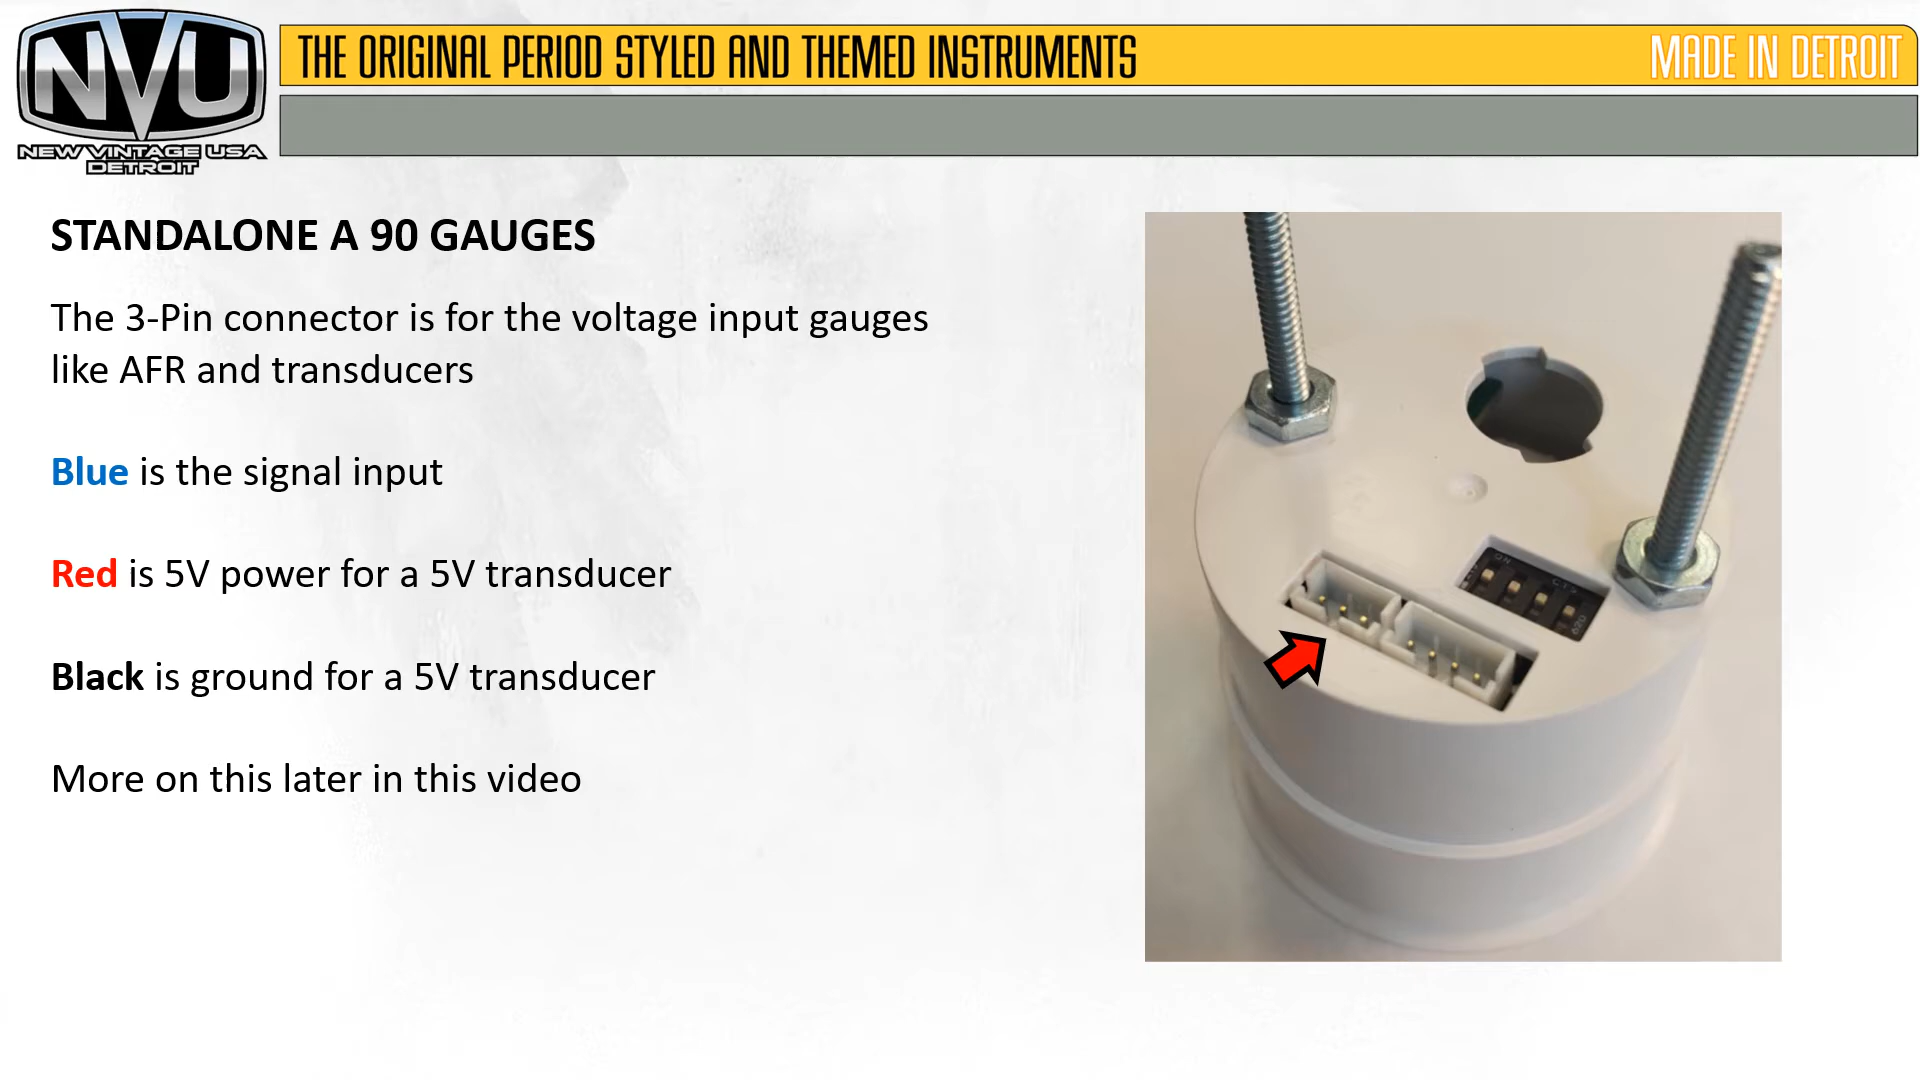 NVU
NEW VINTAGE USA
DETROIT
THE ORIGINAL PERIOD STYLED AND THEMED INSTRUMENTS
MADE IN DETROIT
STANDALONE A 90 GAUGES
The 3-Pin connector is for the voltage input gauges
like AFR and transducers
Blue is the signal input
Red is 5V power for a 5V transducer
Black is ground for a 5V transducer
More on this later in this video
ON